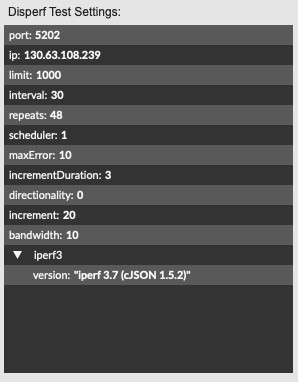 Disperf Test Settings:
port: 5202
ip: 130.63.108.239
limit: 1000
interval: 30
repeats: 48
scheduler: 1
maxError: 10
incrementDuration: 3
directionality: 0
increment: 20
bandwidth: 10
▼ iperf3
version: "iperf 3.7 (cJSON 1.5.2)"